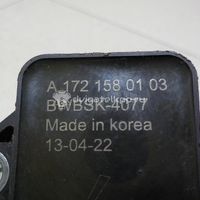 A 172 158 01 03
BWBSK-4077
Made in korea
13-04-22